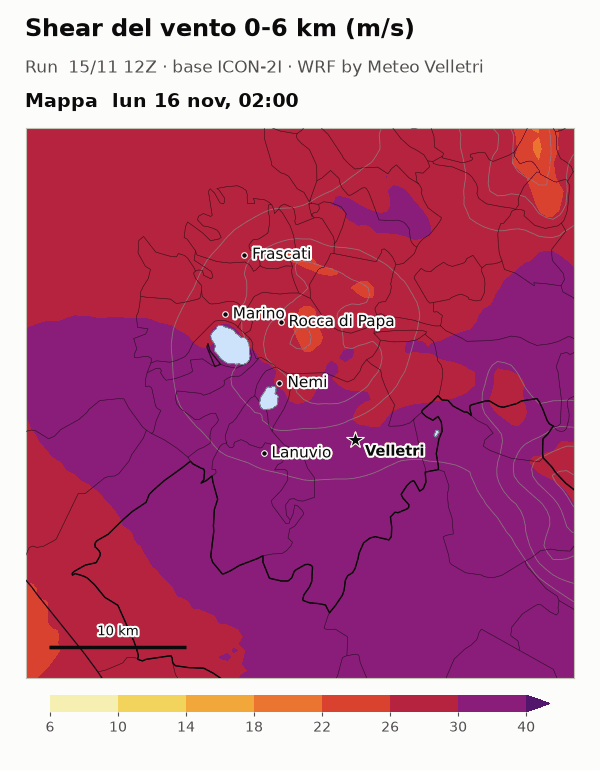 Shear del vento 0-6 km (m/s)
Run  15/11 12Z · base ICON-2I · WRF by Meteo Velletri
Mappa  lun 16 nov, 02:00
Frascati
Marino
Rocca di Papa
Nemi
Velletri
Lanuvio
10 km
6 10 14 18 22 26 30 40